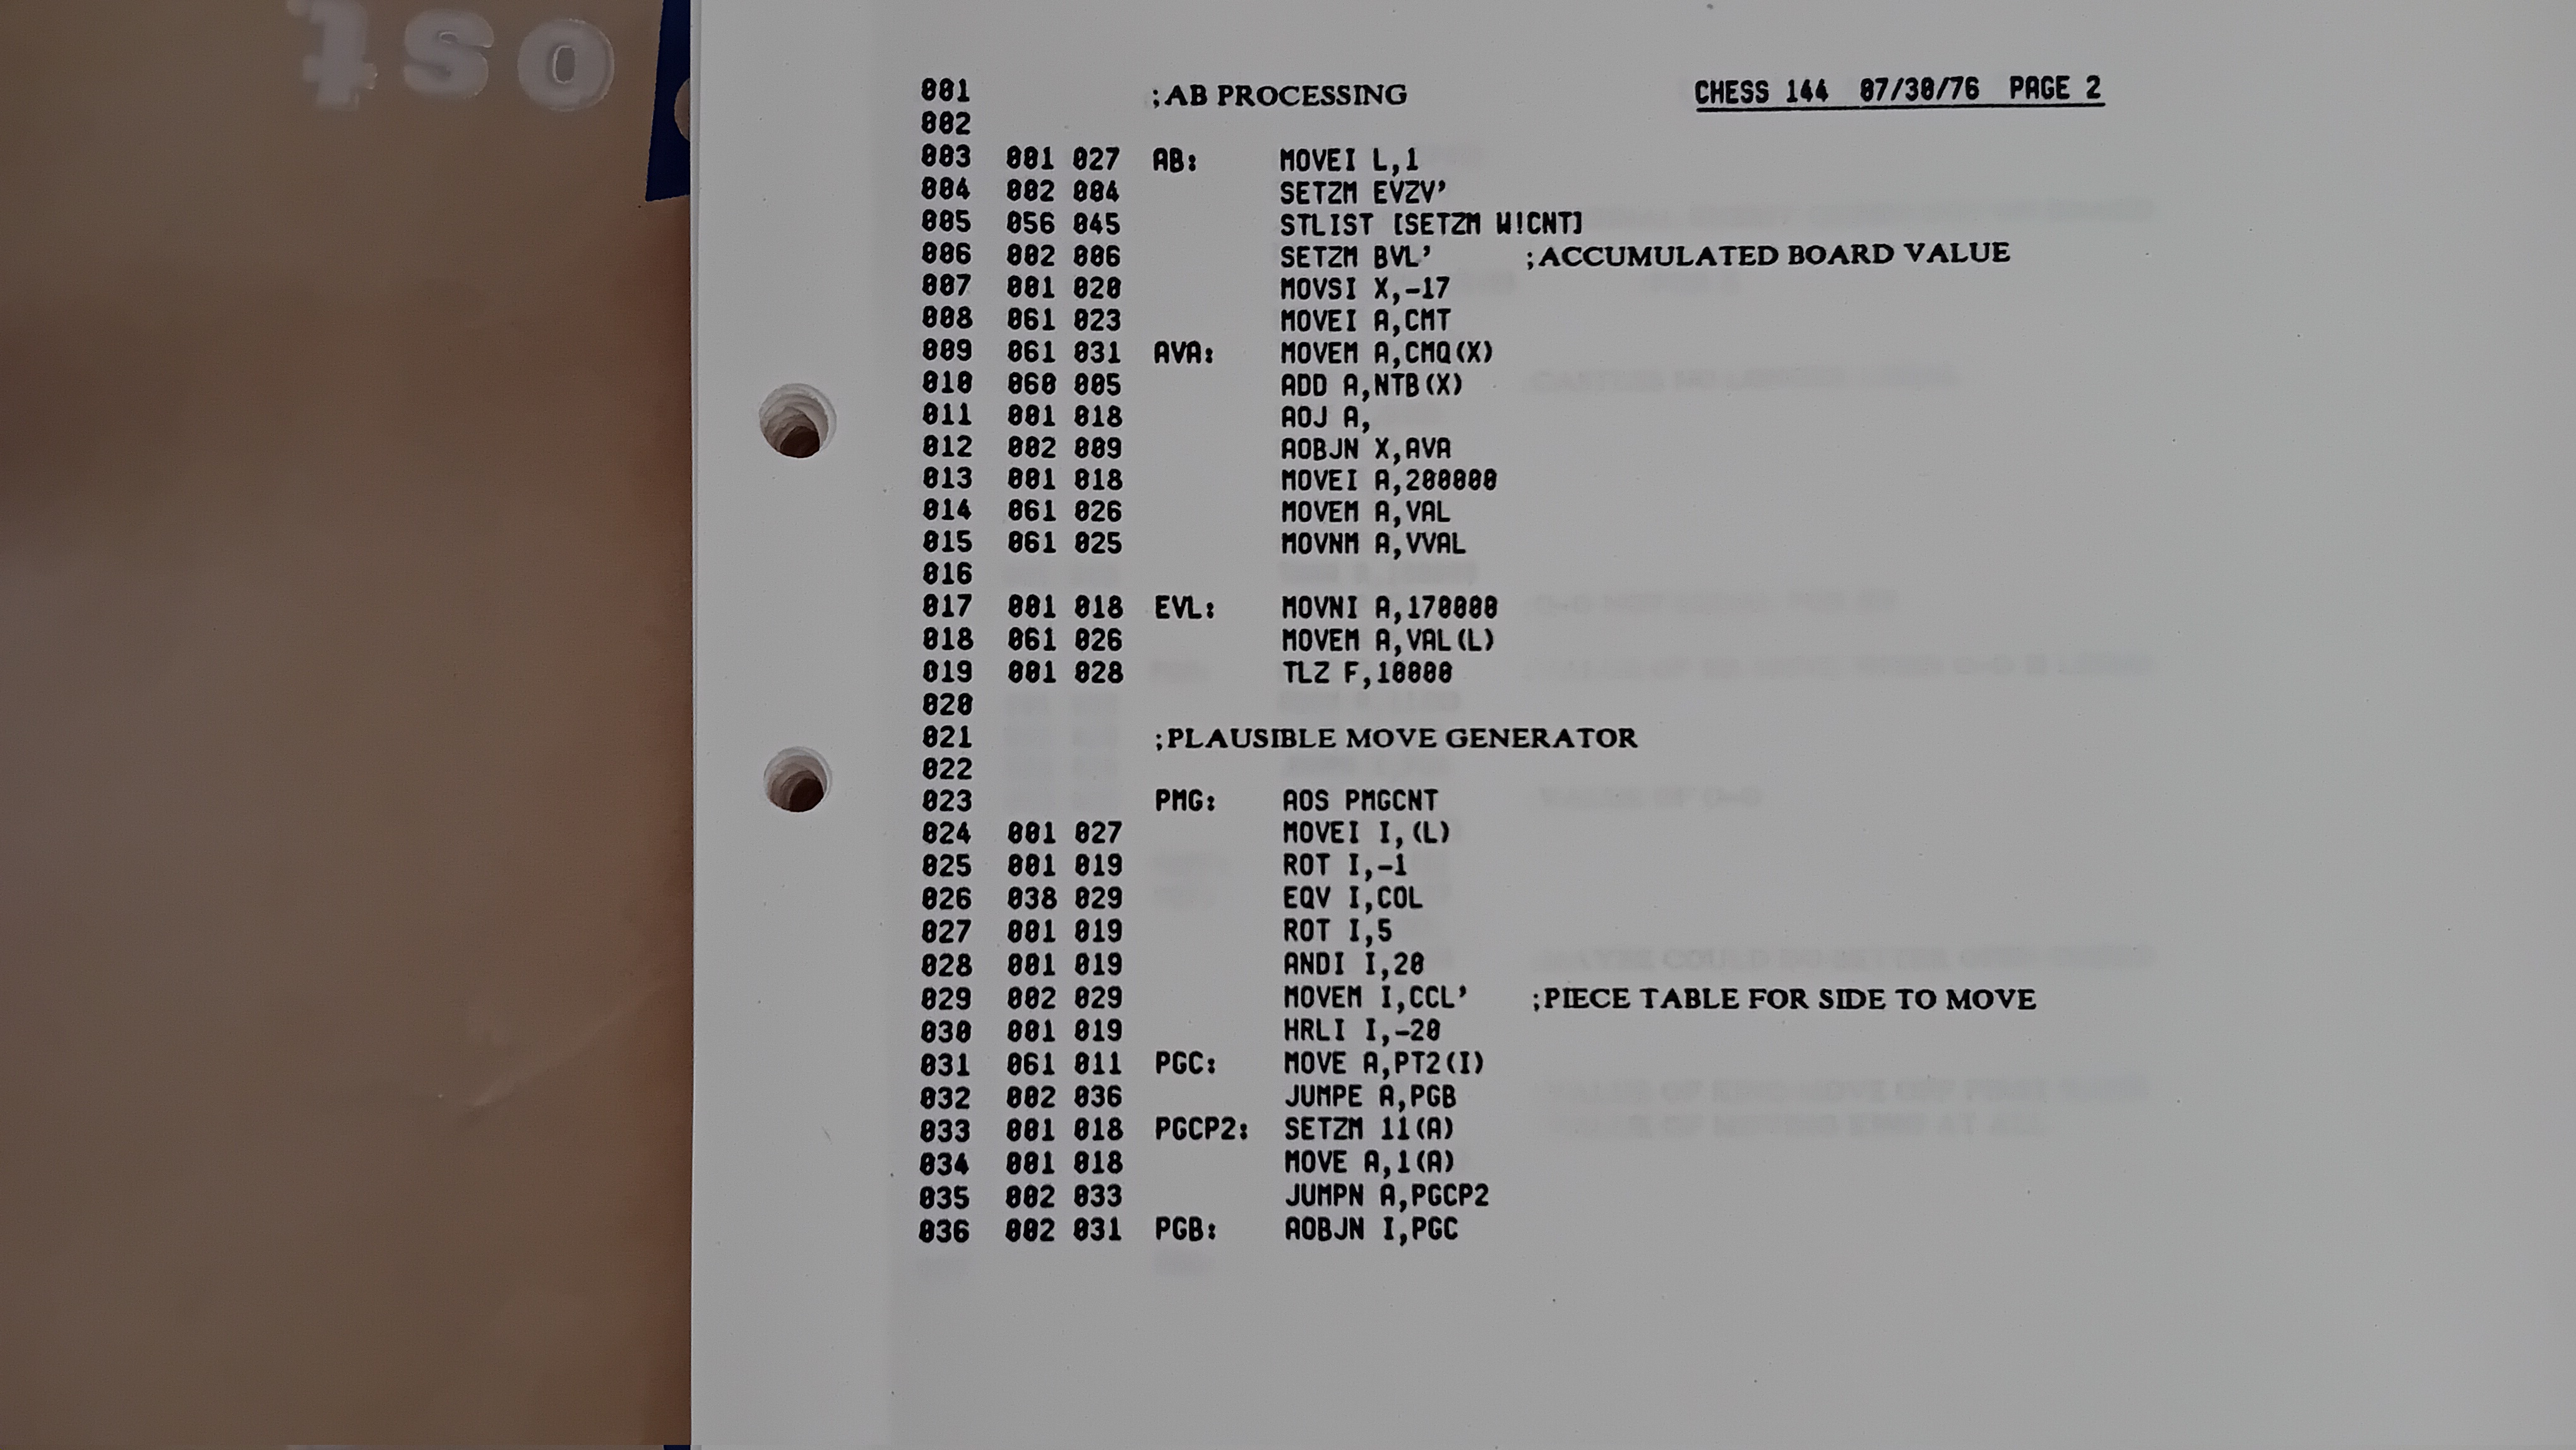 ost
001 ;AB PROCESSING CHESS 144 07/30/76 PAGE 2
002
003 001 027 AB: MOVEI L,1
004 002 004 SETZM EVZV'
005 056 045 STLIST [SETZM W!CNT]
006 002 006 SETZM BVL' ;ACCUMULATED BOARD VALUE
007 001 020 MOVSI X,-17
008 061 023 MOVEI A,CMT
009 061 031 AVA: MOVEM A,CMQ(X)
010 060 005 ADD A,NTB(X)
011 001 018 AOJ A,
012 002 009 AOBJN X,AVA
013 001 018 MOVEI A,200000
014 061 026 MOVEM A,VAL
015 061 025 MOVNM A,VVAL
016
017 001 018 EVL: MOVNI A,170000
018 061 026 MOVEM A,VAL(L)
019 001 028 TLZ F,10000
020
021 ;PLAUSIBLE MOVE GENERATOR
022
023 PMG: AOS PMGCNT
024 001 027 MOVEI I,(L)
025 001 019 ROT I,-1
026 038 029 EQV I,COL
027 001 019 ROT I,5
028 001 019 ANDI I,20
029 002 029 MOVEM I,CCL' ;PIECE TABLE FOR SIDE TO MOVE
030 001 019 HRLI I,-20
031 061 011 PGC: MOVE A,PT2(I)
032 002 036 JUMPE A,PGB
033 001 018 PGCP2: SETZM 11(A)
034 001 018 MOVE A,1(A)
035 002 033 JUMPN A,PGCP2
036 002 031 PGB: AOBJN I,PGC